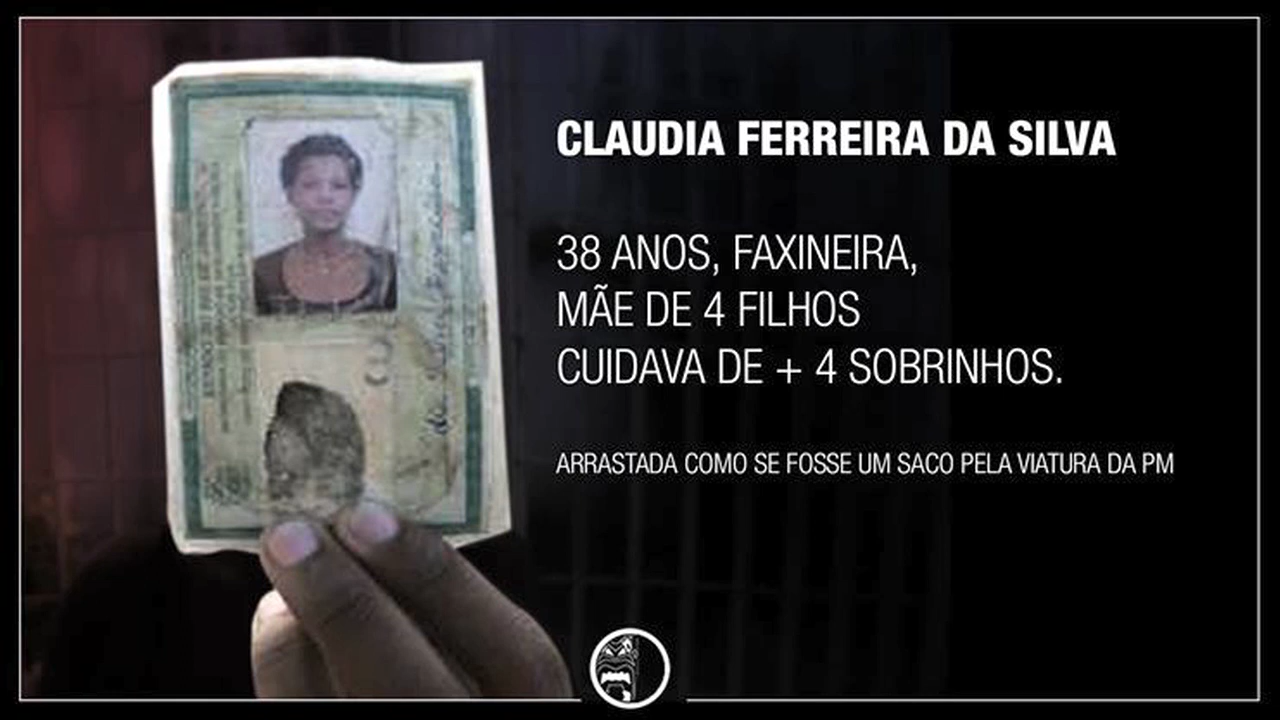 CLAUDIA FERREIRA DA SILVA
38 ANOS, FAXINEIRA,
MÃE DE 4 FILHOS
CUIDAVA DE + 4 SOBRINHOS.
ARRASTADA COMO SE FOSSE UM SACO PELA VIATURA DA PM